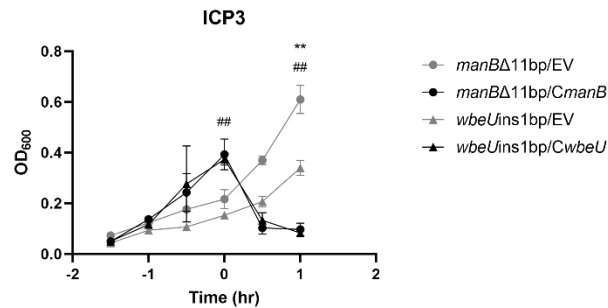 ICP3
**
##
##
0.8
0.6
0.4
0.2
0.0
OD600
-2
-1
0
1
2
Time (hr)
manBΔ11bp/EV
manBΔ11bp/CmanB
wbeUins1bp/EV
wbeUins1bp/CwbeU